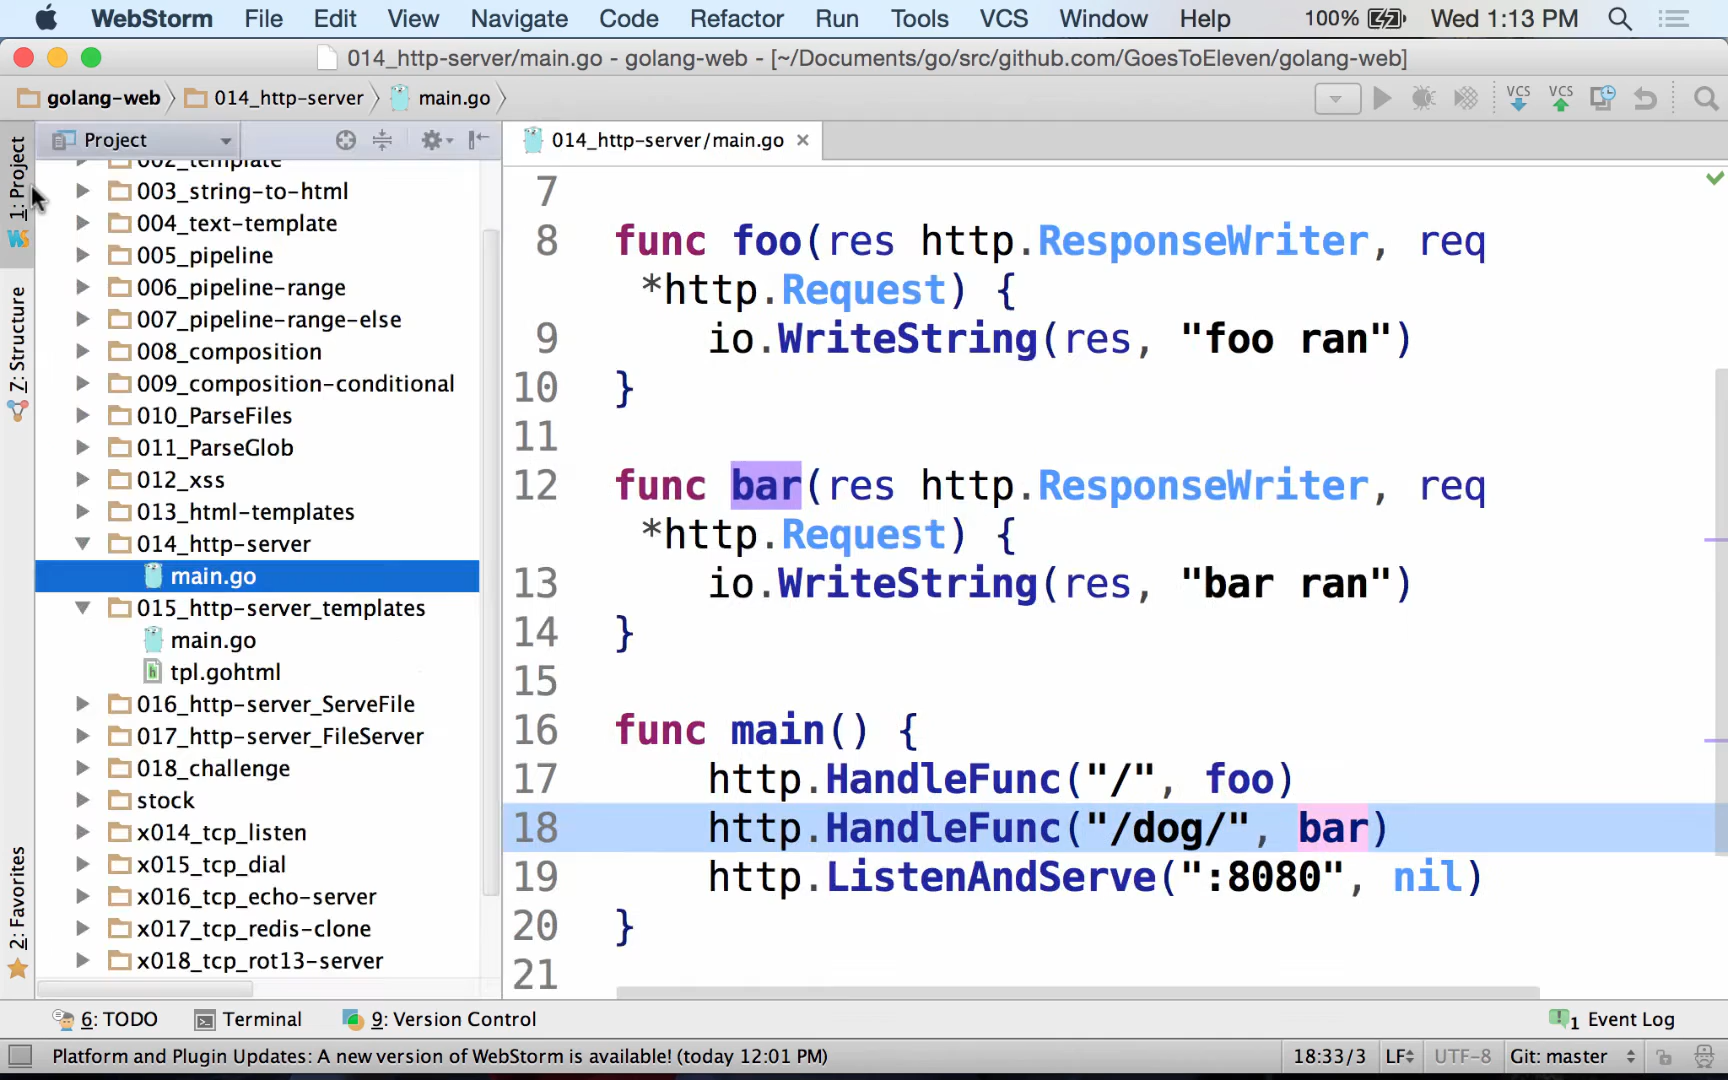 WebStorm File Edit View Navigate Code Refactor Run Tools VCS Window Help 100% Wed 1:13 PM
014_http-server/main.go - golang-web - [~/Documents/go/src/github.com/GoesToEleven/golang-web]
golang-web 014_http-server main.go VCS VCS
1: Project
WS
7: Structure
2: Favorites
Project
002_template
003_string-to-html
004_text-template
005_pipeline
006_pipeline-range
007_pipeline-range-else
008_composition
009_composition-conditional
010_ParseFiles
011_ParseGlob
012_xss
013_html-templates
014_http-server
main.go
015_http-server_templates
main.go
tpl.gohtml
016_http-server_ServeFile
017_http-server_FileServer
018_challenge
stock
x014_tcp_listen
x015_tcp_dial
x016_tcp_echo-server
x017_tcp_redis-clone
x018_tcp_rot13-server
014_http-server/main.go
7
8 func foo(res http.ResponseWriter, req
*http.Request) {
9 io.WriteString(res, "foo ran")
10 }
11
12 func bar(res http.ResponseWriter, req
*http.Request) {
13 io.WriteString(res, "bar ran")
14 }
15
16 func main() {
17 http.HandleFunc("/", foo)
18 http.HandleFunc("/dog/", bar)
19 http.ListenAndServe(":8080", nil)
20 }
21
6: TODO Terminal 9: Version Control 1 Event Log
Platform and Plugin Updates: A new version of WebStorm is available! (today 12:01 PM) 18:33/3 LF UTF-8 Git: master